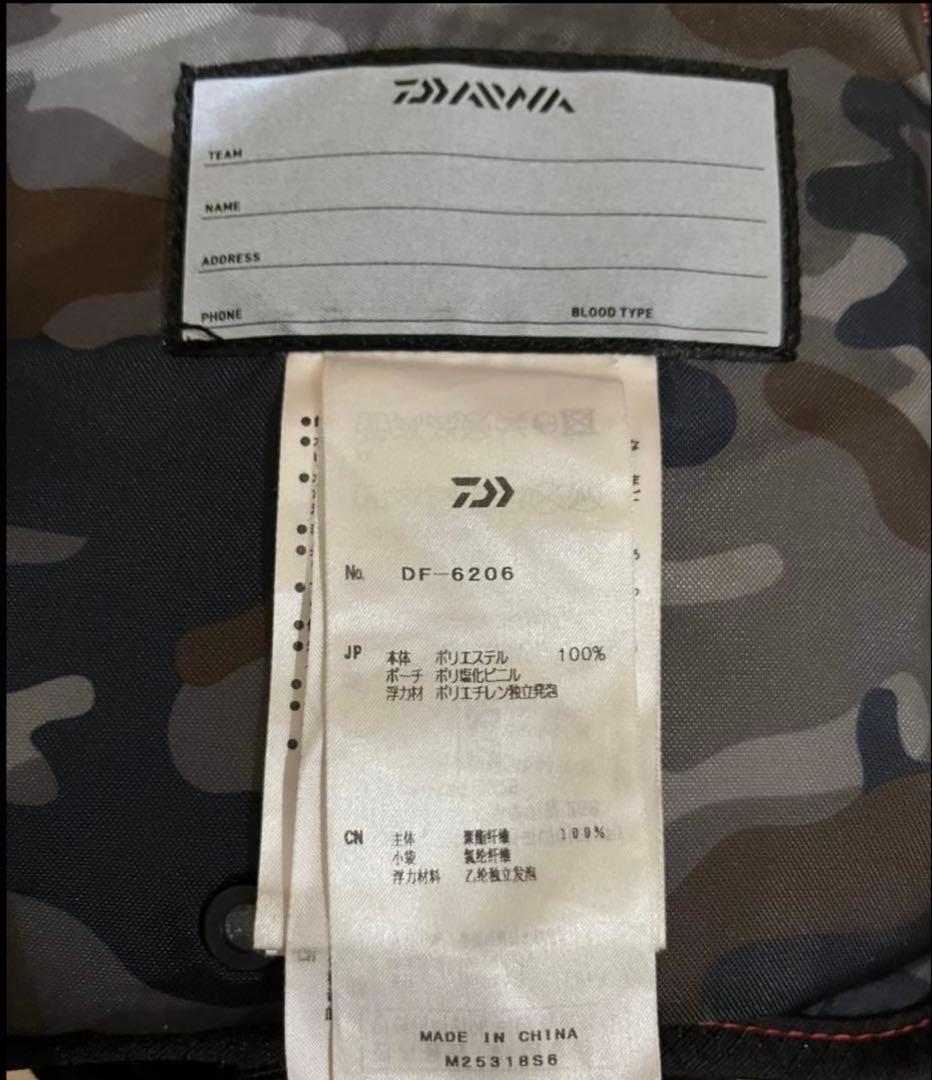 DAIWA
TEAM
NAME
ADDRESS
PHONE BLOOD TYPE
No. DF-6206
JP 本体 ポリエステル 100%
ポーチ ポリ塩化ビニル
浮力材 ポリエチレン独立発泡
CN 主体 聚酯纤维 100%
小袋 氯纶纤维
浮力材料 乙纶独立发泡
MADE IN CHINA
M25318S6